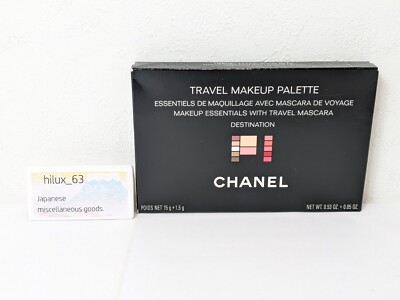 TRAVEL MAKEUP PALETTE
ESSENTIELS DE MAQUILLAGE AVEC MASCARA DE VOYAGE
MAKEUP ESSENTIALS WITH TRAVEL MASCARA
DESTINATION
CHANEL
POIDS NET 15 g + 1.5 g
NET WT. 0.53 OZ. + 0.05 OZ.
hilux_63
Japanese
miscellaneous goods.